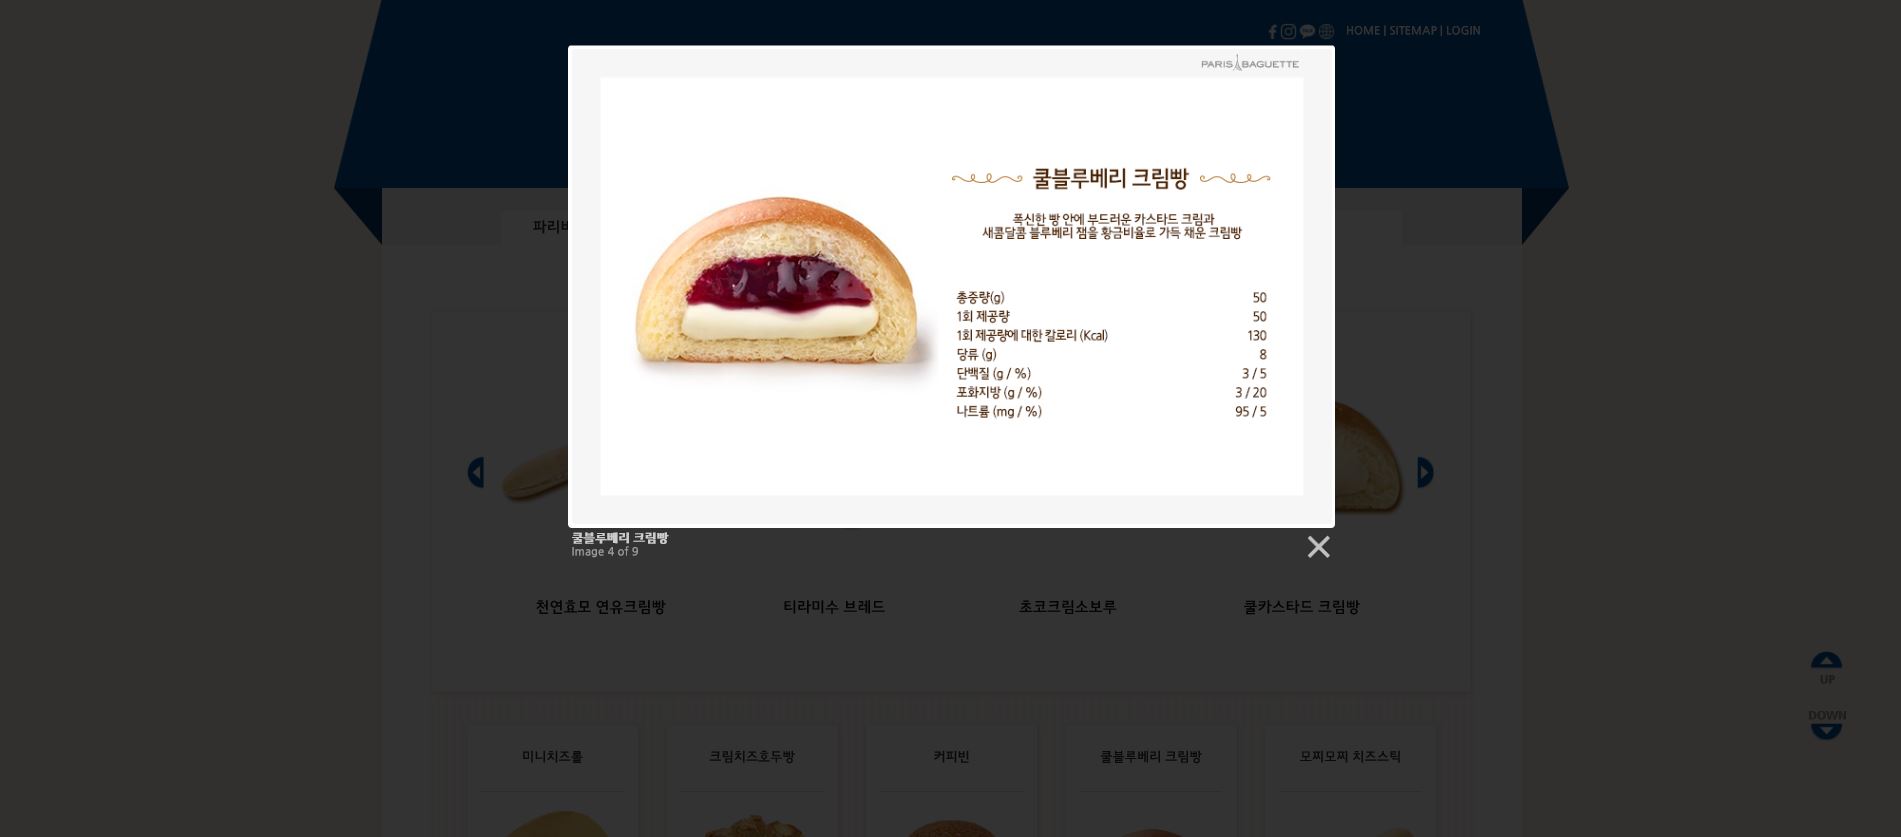 HOME | SITEMAP | LOGIN
PARIS BAGUETTE
파리바
쿨블루베리 크림빵
폭신한 빵 안에 부드러운 카스타드 크림과
새콤달콤 블루베리 잼을 황금비율로 가득 채운 크림빵
총중량(g) 50
1회 제공량 50
1회 제공량에 대한 칼로리 (Kcal) 130
당류 (g) 8
단백질 (g / %) 3 / 5
포화지방 (g / %) 3 / 20
나트륨 (mg / %) 95 / 5
쿨블루베리 크림빵
Image 4 of 9
천연효모 연유크림빵 티라미수 브레드 초코크림소보루 쿨카스타드 크림빵
UP
DOWN
미니치즈롤 크림치즈호두빵 커피빈 쿨블루베리 크림빵 모찌모찌 치즈스틱